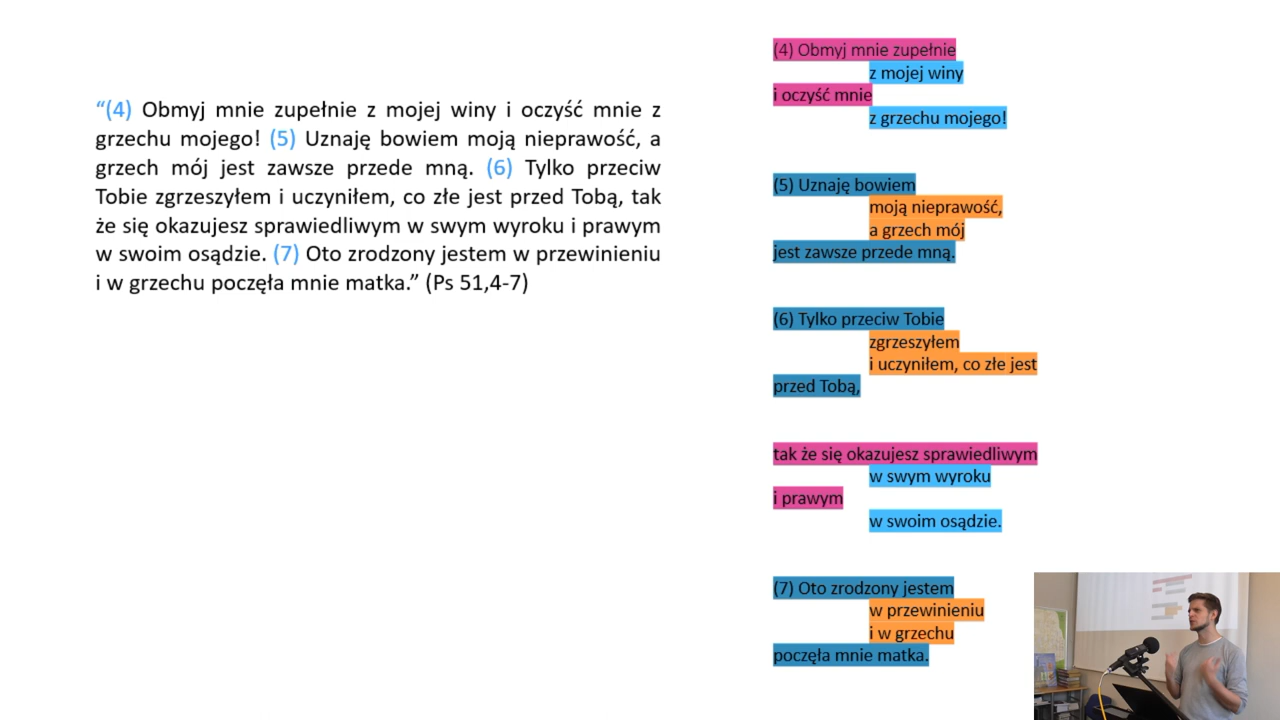 “(4) Obmyj mnie zupełnie z mojej winy i oczyść mnie z
grzechu mojego! (5) Uznaję bowiem moją nieprawość, a
grzech mój jest zawsze przede mną. (6) Tylko przeciw
Tobie zgrzeszyłem i uczyniłem, co złe jest przed Tobą, tak
że się okazujesz sprawiedliwym w swym wyroku i prawym
w swoim osądzie. (7) Oto zrodzony jestem w przewinieniu
i w grzechu poczęła mnie matka.” (Ps 51,4-7)
(4) Obmyj mnie zupełnie
z mojej winy
i oczyść mnie
z grzechu mojego!
(5) Uznaję bowiem
moją nieprawość,
a grzech mój
jest zawsze przede mną.
(6) Tylko przeciw Tobie
zgrzeszyłem
i uczyniłem, co złe jest
przed Tobą,
tak że się okazujesz sprawiedliwym
w swym wyroku
i prawym
w swoim osądzie.
(7) Oto zrodzony jestem
w przewinieniu
i w grzechu
poczęła mnie matka.